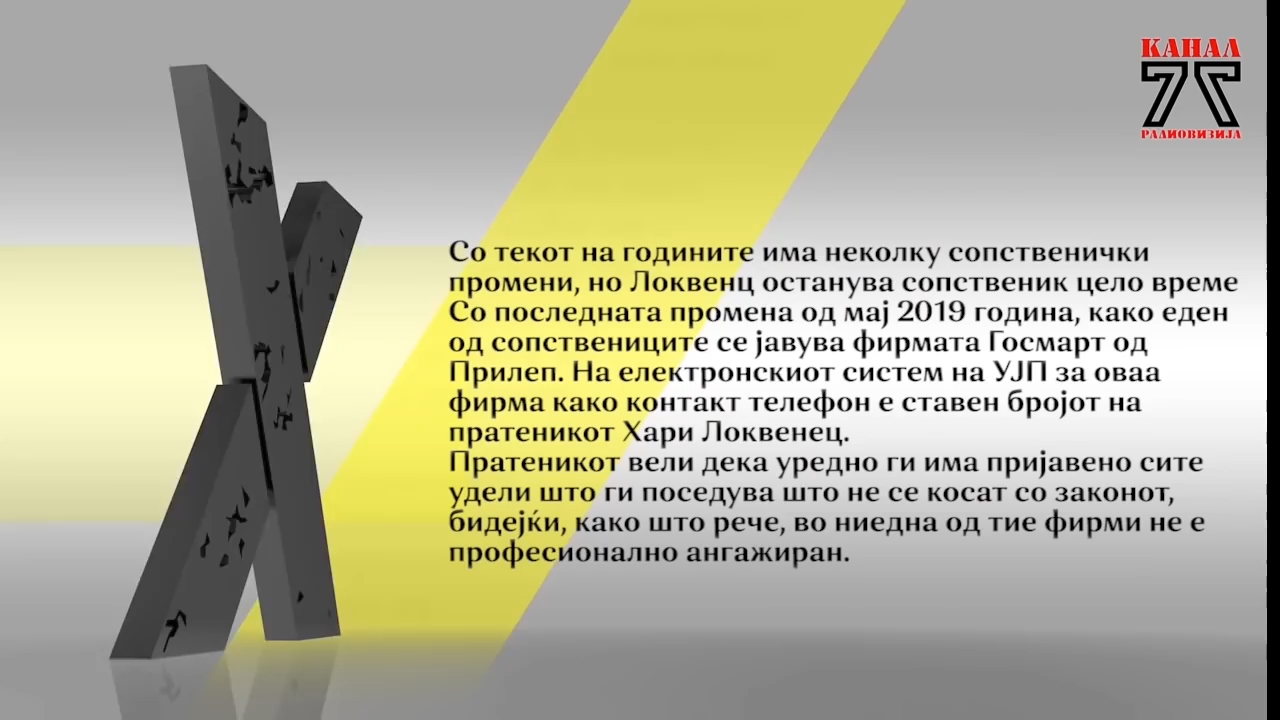 КАНАЛ
77
РАДИОВИЗИЈА
Со текот на годините има неколку сопственички
промени, но Локвенц останува сопственик цело време
Со последната промена од мај 2019 година, како еден
од сопствениците се јавува фирмата Госмарт од
Прилеп. На електронскиот систем на УЈП за оваа
фирма како контакт телефон е ставен бројот на
пратеникот Хари Локвенец.
Пратеникот вели дека уредно ги има пријавено сите
удели што ги поседува што не се косат со законот,
бидејќи, како што рече, во ниедна од тие фирми не е
професионално ангажиран.